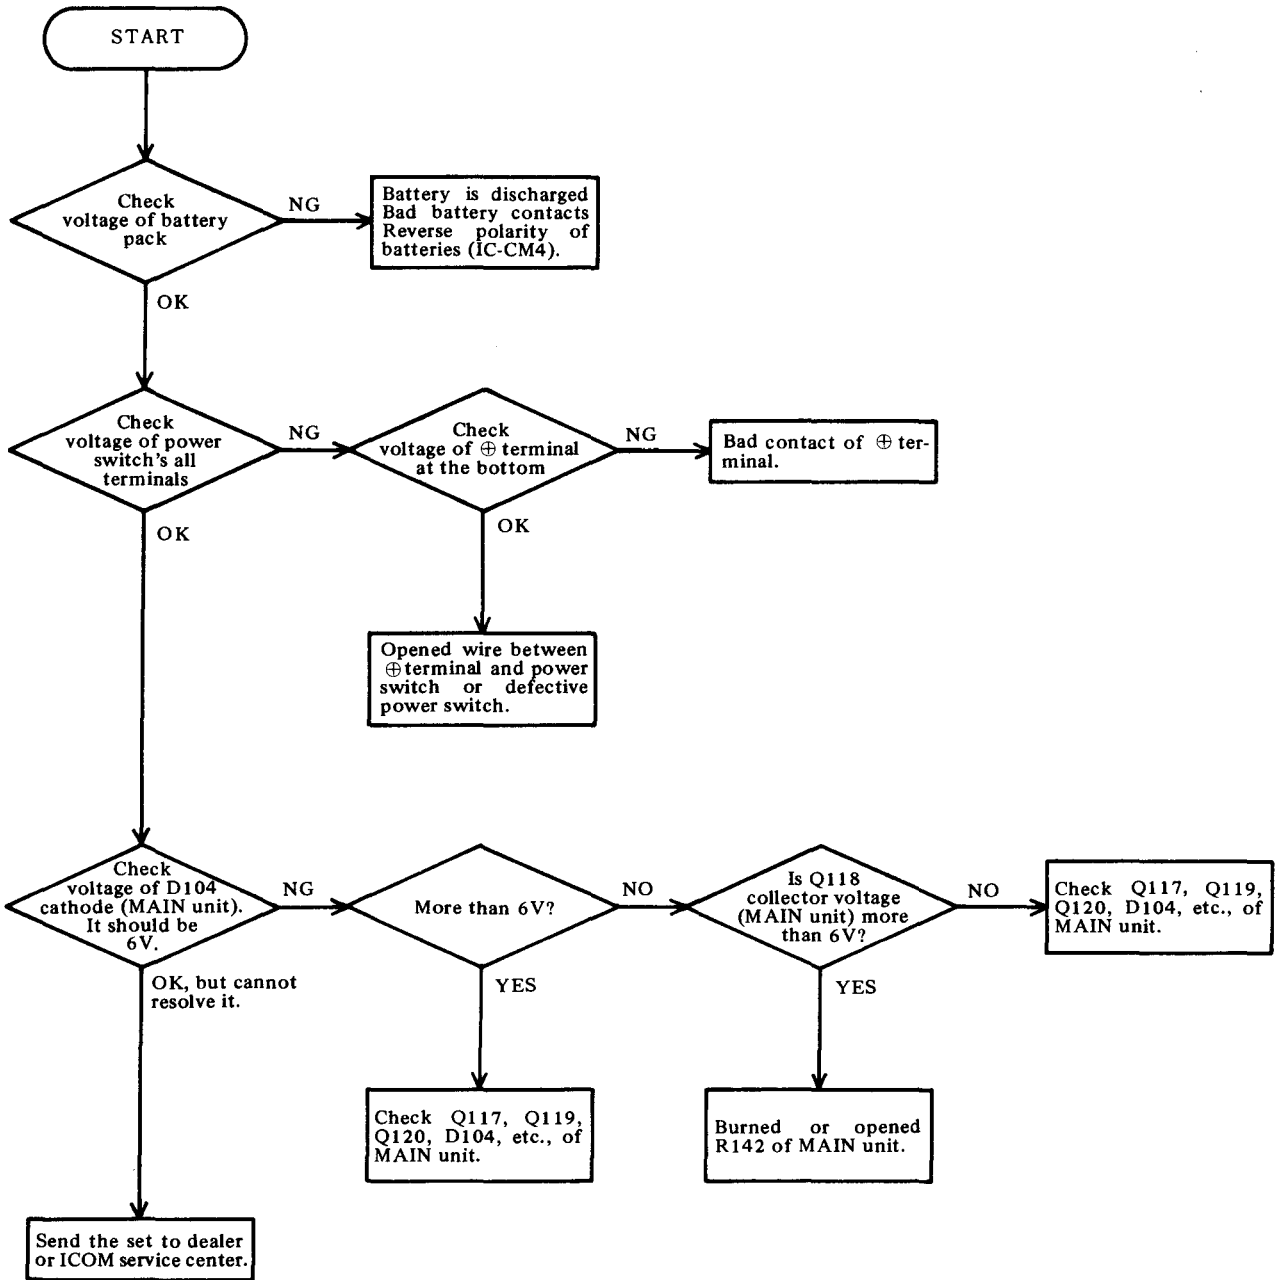 START
Check
voltage of battery
pack
NG
Battery is discharged
Bad battery contacts
Reverse polarity of
batteries (IC-CM4).
OK
Check
voltage of power
switch's all
terminals
NG
Check
voltage of ⊕ terminal
at the bottom
NG
Bad contact of ⊕ ter-
minal.
OK
OK
Opened wire between
⊕ terminal and power
switch or defective
power switch.
Check
voltage of D104
cathode (MAIN unit).
It should be
6V.
NG
More than 6V?
NO
Is Q118
collector voltage
(MAIN unit) more
than 6V?
NO
Check Q117, Q119,
Q120, D104, etc., of
MAIN unit.
OK, but cannot
resolve it.
YES
YES
Check Q117, Q119,
Q120, D104, etc., of
MAIN unit.
Burned or opened
R142 of MAIN unit.
Send the set to dealer
or ICOM service center.